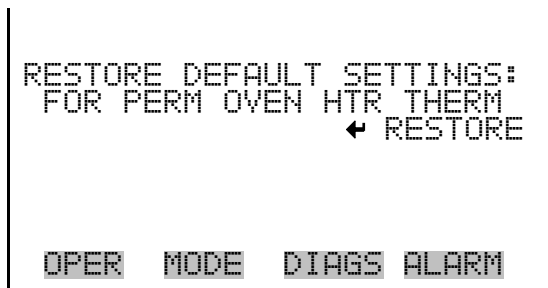 RESTORE DEFAULT SETTINGS:
FOR PERM OVEN HTR THERM
↵ RESTORE
OPER MODE DIAGS ALARM